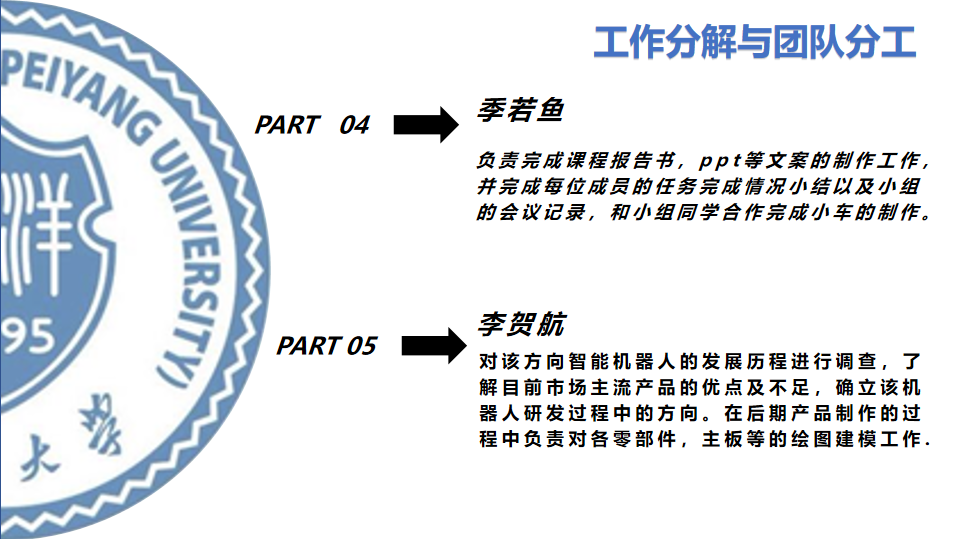 工作分解与团队分工
PEIYANG UNIVERSITY)
洋
95
大学
PART 04
季若鱼
负责完成课程报告书，ppt等文案的制作工作，
并完成每位成员的任务完成情况小结以及小组
的会议记录，和小组同学合作完成小车的制作。
PART 05
李贺航
对该方向智能机器人的发展历程进行调查，了
解目前市场主流产品的优点及不足，确立该机
器人研发过程中的方向。在后期产品制作的过
程中负责对各零部件，主板等的绘图建模工作.